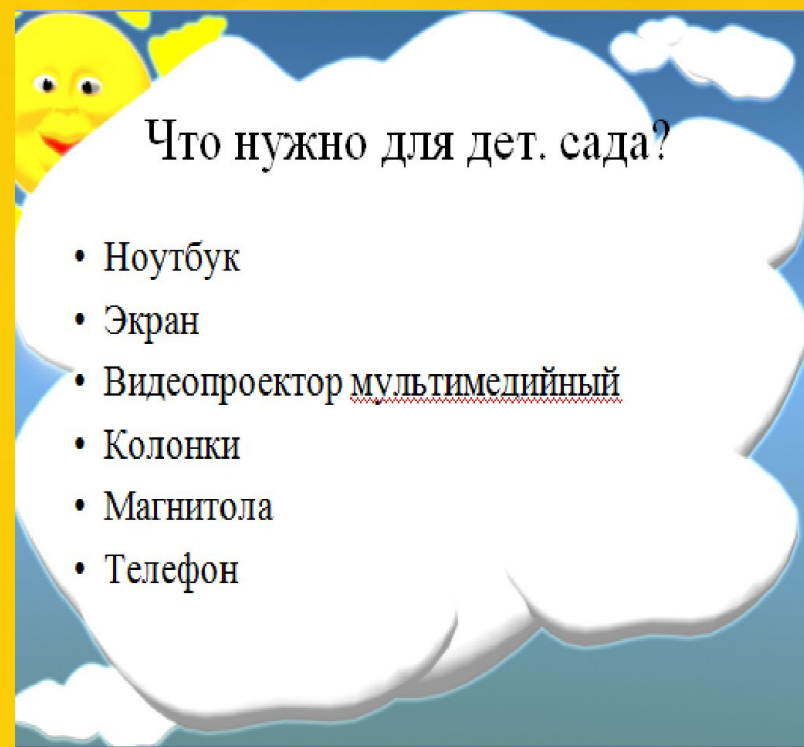 Что нужно для дет. сада?
• Ноутбук
• Экран
• Видеопроектор мультимедийный
• Колонки
• Магнитола
• Телефон